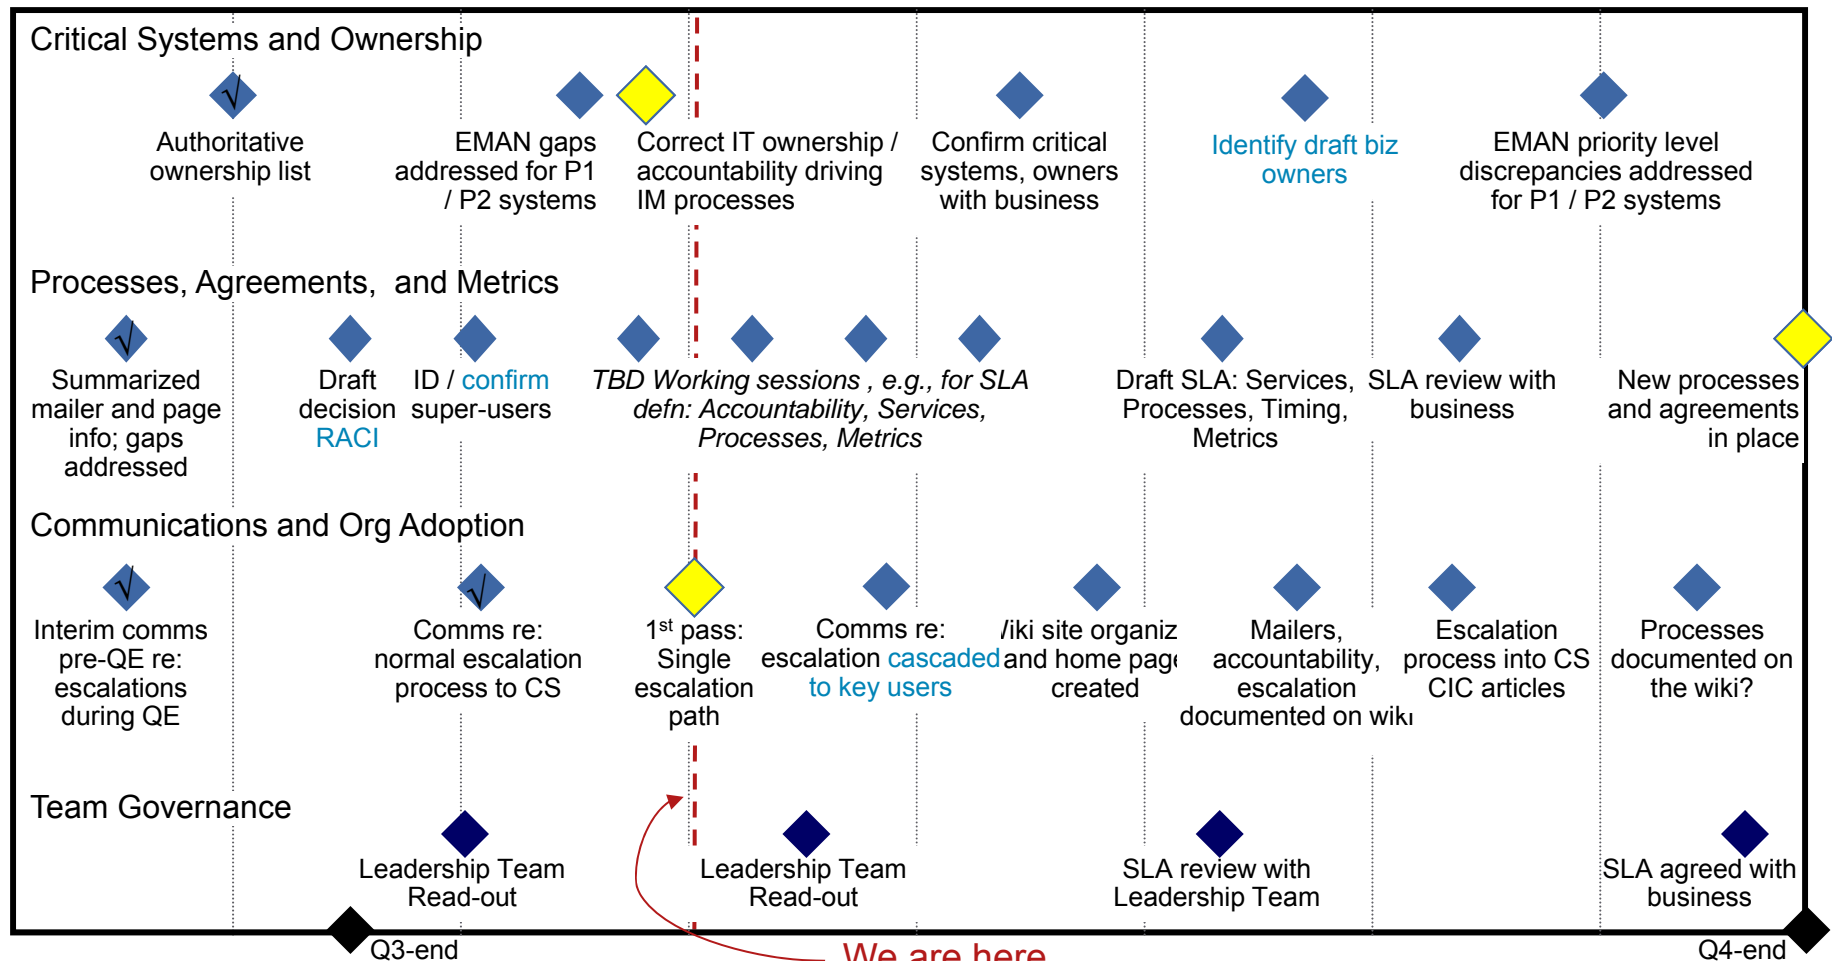 Critical Systems and Ownership
√
Authoritative
ownership list
EMAN gaps
addressed for P1
/ P2 systems
Correct IT ownership /
accountability driving
IM processes
Confirm critical
systems, owners
with business
Identify draft biz
owners
EMAN priority level
discrepancies addressed
for P1 / P2 systems
Processes, Agreements, and Metrics
√
Summarized
mailer and page
info; gaps
addressed
Draft
decision
RACI
ID / confirm
super-users
TBD Working sessions , e.g., for SLA
defn: Accountability, Services,
Processes, Metrics
Draft SLA: Services,
Processes, Timing,
Metrics
SLA review with
business
New processes
and agreements
in place
Communications and Org Adoption
√
Interim comms
pre-QE re:
escalations
during QE
√
Comms re:
normal escalation
process to CS
1st pass:
Single
escalation
path
Comms re:
escalation cascaded
to key users
site
and home page
created
Mailers,
accountability,
escalation
documented on wiki
Escalation
process into CS
CIC articles
Processes
documented on
the wiki?
Team Governance
Leadership Team
Read-out
Leadership Team
Read-out
SLA review with
Leadership Team
SLA agreed with
business
Q3-end
We are here
Q4-end